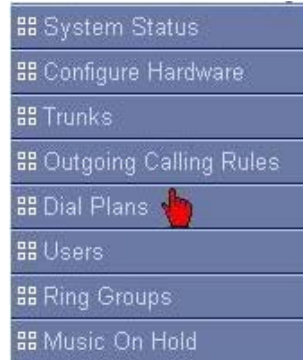 System Status
Configure Hardware
Trunks
Outgoing Calling Rules
Dial Plans
Users
Ring Groups
Music On Hold